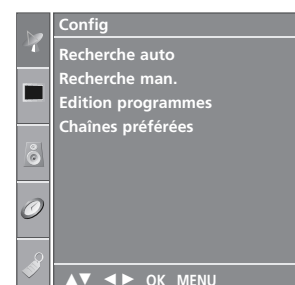 Config
Recherche auto
Recherche man.
Edition programmes
Chaînes préférées
▲▼ ◄► OK MENU